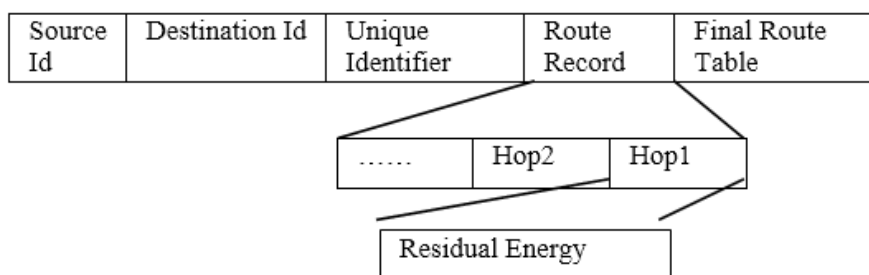 Source Id
Destination Id
Unique Identifier
Route Record
Final Route Table
......
Hop2
Hop1
Residual Energy